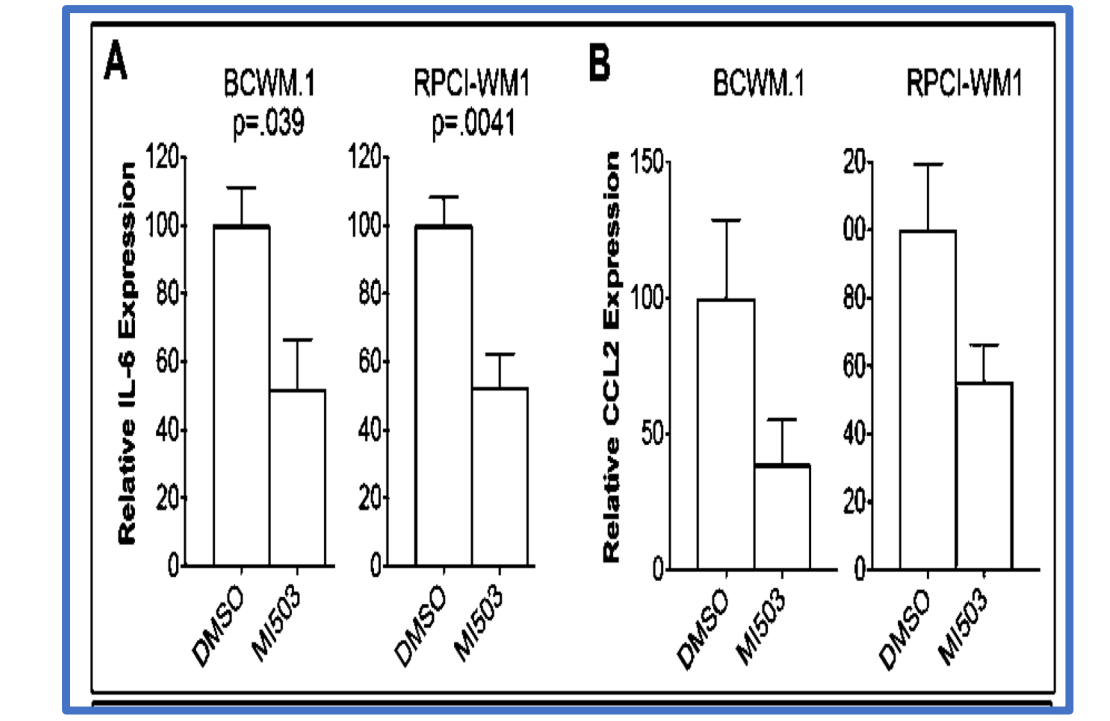 A
BCWM.1
p=.039
RPCI-WM1
p=.0041
Relative IL-6 Expression
120
100
80
60
40
20
0
DMSO
MI503
120
100
80
60
40
20
0
DMSO
MI503
B
BCWM.1
RPCI-WM1
Relative CCL2 Expression
150
100
50
0
DMSO
MI503
20
00
80
60
40
20
0
DMSO
MI503